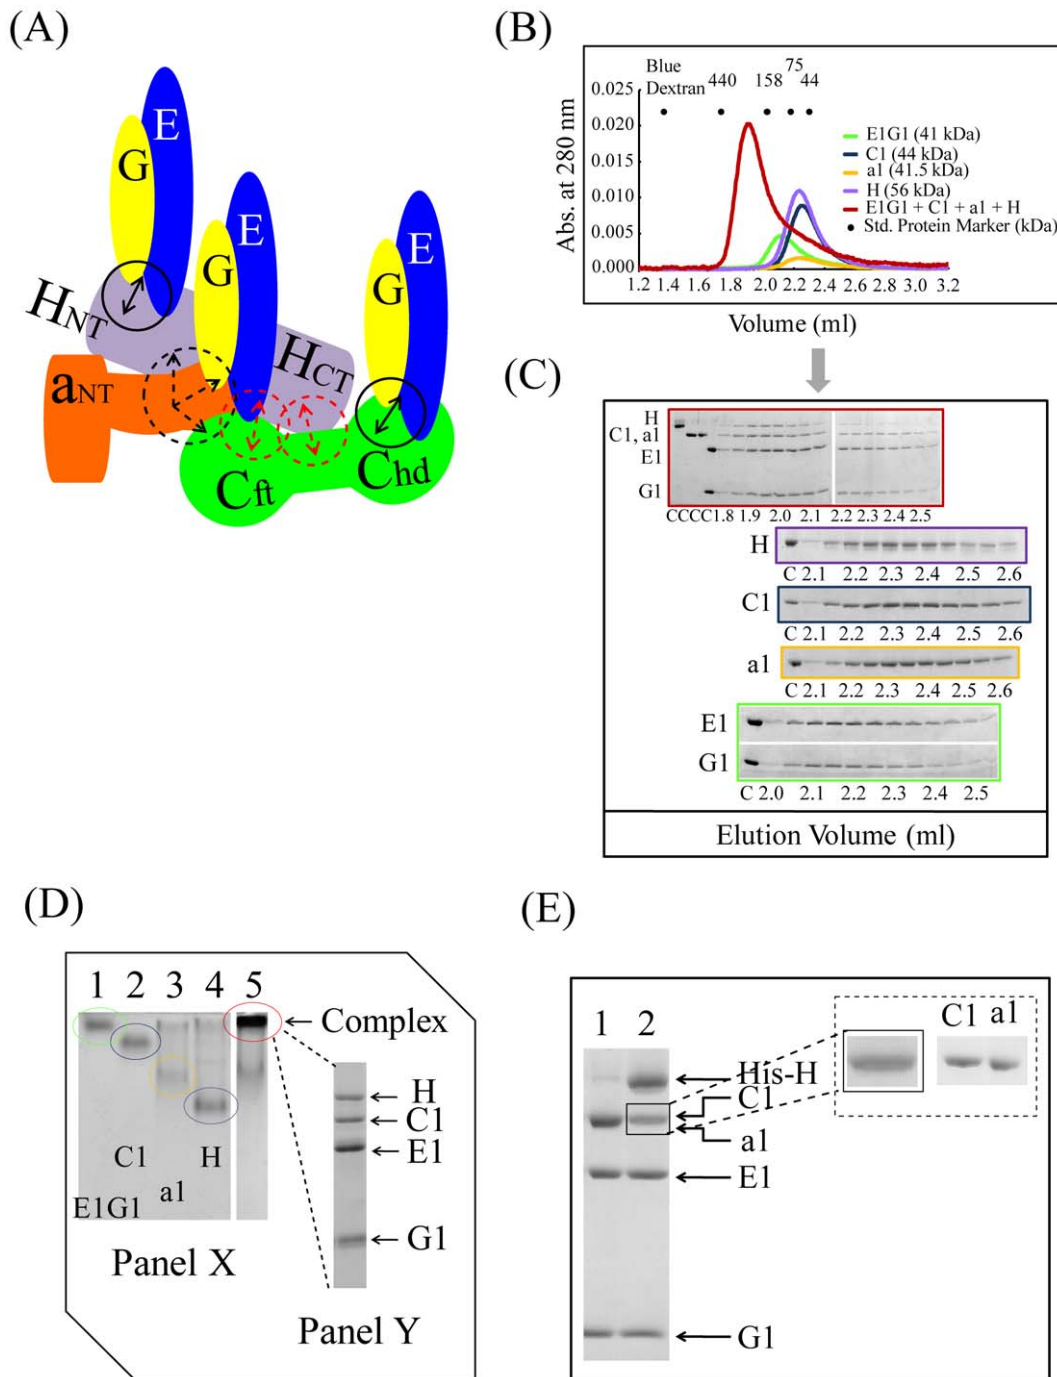 (A)
E
G
E
G
E
G
HNT
HCT
aNT
Cft
Chd
(B)
Blue Dextran
440
158
75
44
Abs. at 280 nm
0.025
0.020
0.015
0.010
0.005
0.000
1.2 1.4 1.6 1.8 2.0 2.2 2.4 2.6 2.8 3.0 3.2
E1G1 (41 kDa)
C1 (44 kDa)
a1 (41.5 kDa)
H (56 kDa)
E1G1 + C1 + a1 + H
Std. Protein Marker (kDa)
Volume (ml)
(C)
H
C1, a1
E1
G1
CCCC1.8 1.9 2.0 2.1 2.2 2.3 2.4 2.5
H
C 2.1 2.2 2.3 2.4 2.5 2.6
C1
C 2.1 2.2 2.3 2.4 2.5 2.6
a1
C 2.1 2.2 2.3 2.4 2.5 2.6
E1
G1
C 2.0 2.1 2.2 2.3 2.4 2.5
Elution Volume (ml)
(D)
1 2 3 4 5
Complex
C1
H
a1
E1G1
Panel X
H
C1
E1
G1
Panel Y
(E)
1 2
His-H
C1
a1
E1
G1
C1 a1